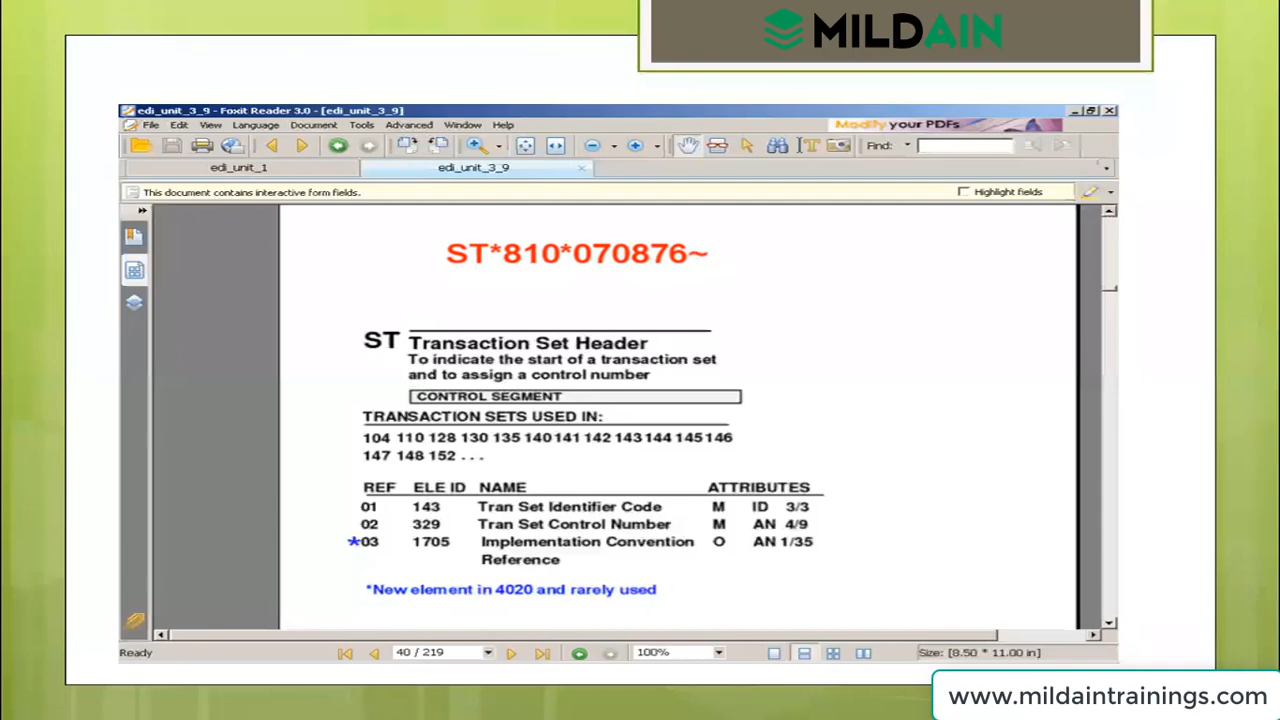 MILDAIN
edi_unit_3_9 - Foxit Reader 3.0 - [edi_unit_3_9]
File Edit View Language Document Tools Advanced Window Help
Modify your PDFs
Find:
edi_unit_1 edi_unit_3_9
This document contains interactive form fields.
Highlight fields
ST*810*070876~
ST Transaction Set Header
To indicate the start of a transaction set
and to assign a control number
CONTROL SEGMENT
TRANSACTION SETS USED IN:
104 110 128 130 135 140 141 142 143 144 145 146
147 148 152 . . .
REF ELE ID NAME ATTRIBUTES
01 143 Tran Set Identifier Code M ID 3/3
02 329 Tran Set Control Number M AN 4/9
*03 1705 Implementation Convention O AN 1/35
Reference
*New element in 4020 and rarely used
Ready 40 / 219 100% Size: [8.50 * 11.00 in]
www.mildaintrainings.com